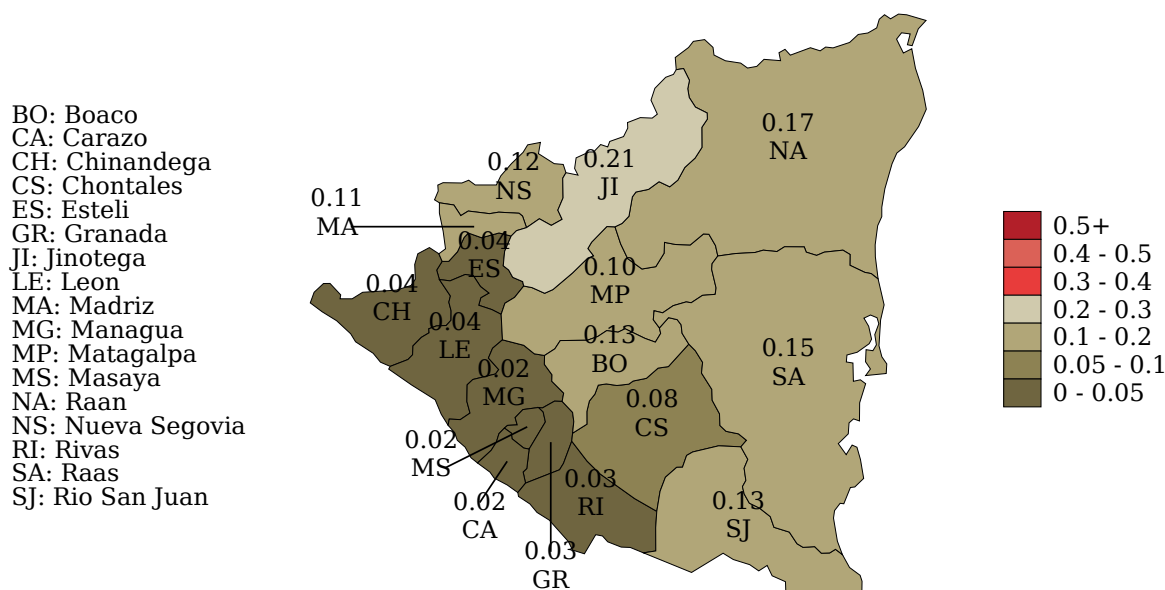 BO: Boaco
CA: Carazo
CH: Chinandega
CS: Chontales
ES: Esteli
GR: Granada
JI: Jinotega
LE: Leon
MA: Madriz
MG: Managua
MP: Matagalpa
MS: Masaya
NA: Raan
NS: Nueva Segovia
RI: Rivas
SA: Raas
SJ: Rio San Juan
0.17
NA
0.12
NS
0.21
JI
0.11
MA
0.04
ES
0.04
CH
0.10
MP
0.04
LE
0.13
BO
0.15
SA
0.02
MG
0.08
CS
0.02
MS
0.03
RI
0.02
CA
0.13
SJ
0.03
GR
0.5+
0.4 - 0.5
0.3 - 0.4
0.2 - 0.3
0.1 - 0.2
0.05 - 0.1
0 - 0.05